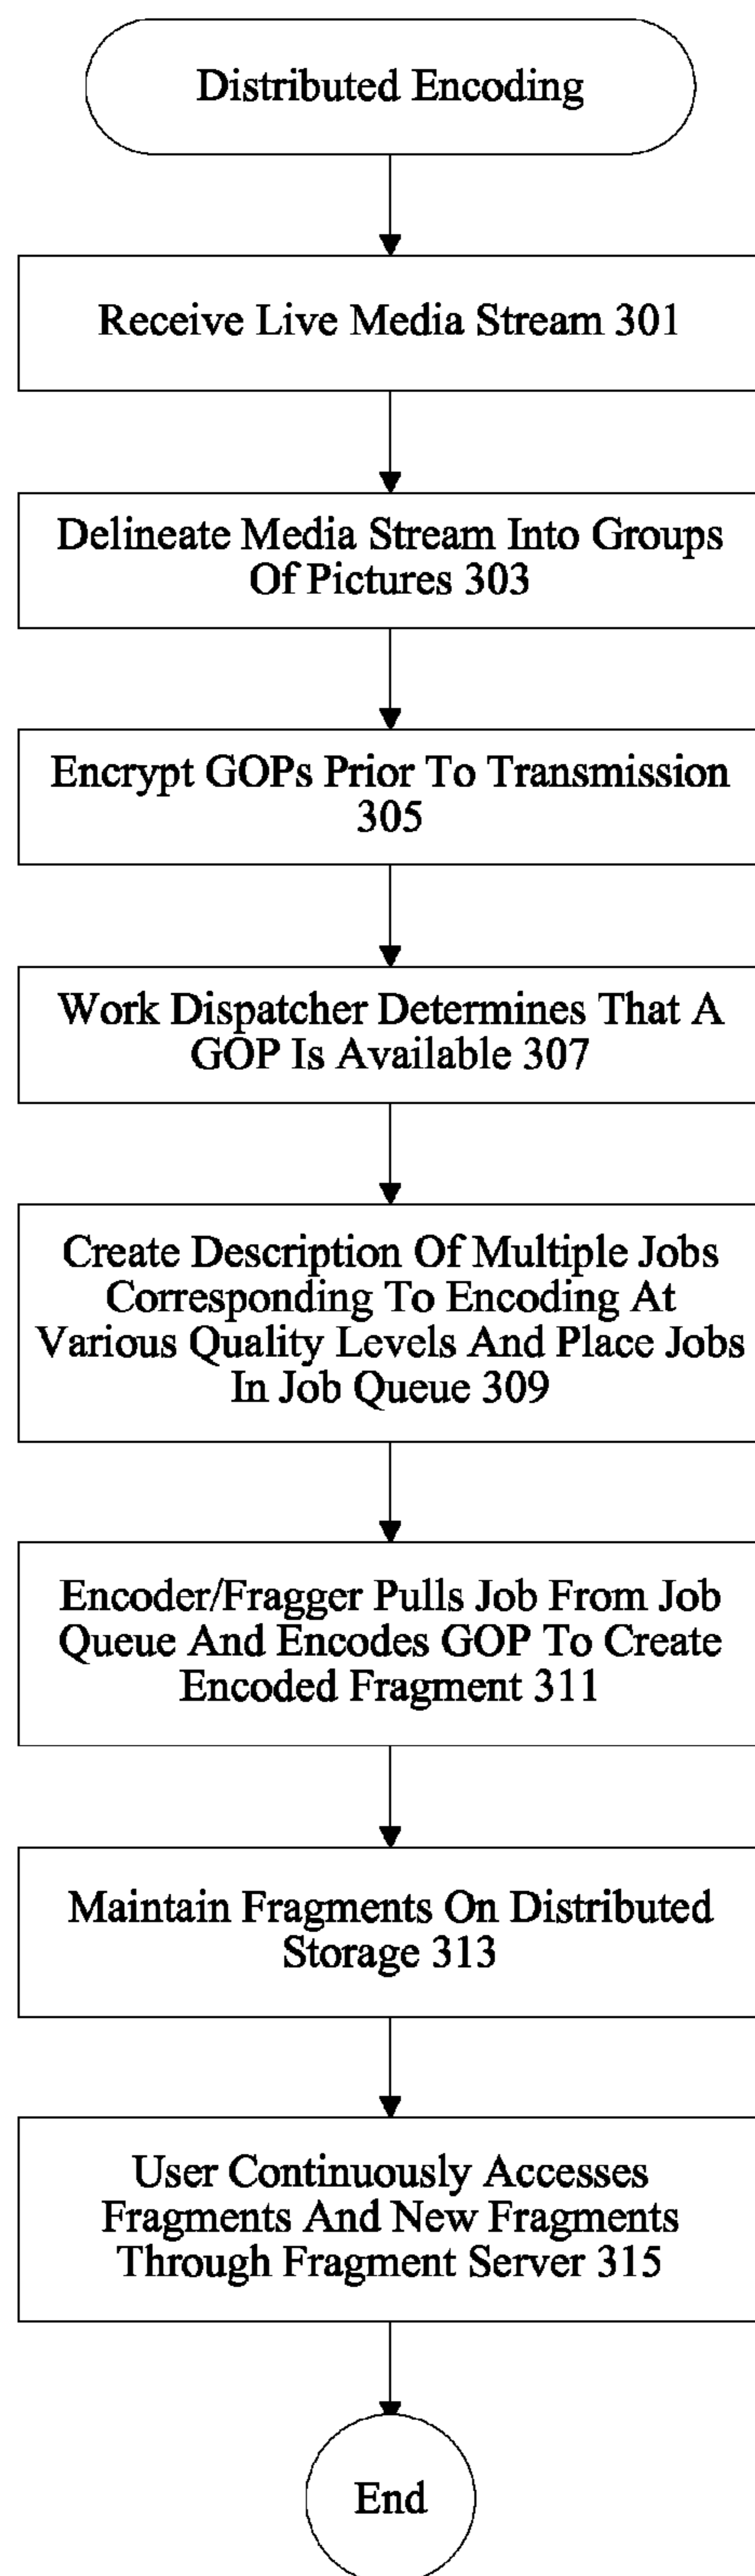 Distributed Encoding
Receive Live Media Stream 301
Delineate Media Stream Into Groups
Of Pictures 303
Encrypt GOPs Prior To Transmission
305
Work Dispatcher Determines That A
GOP Is Available 307
Create Description Of Multiple Jobs
Corresponding To Encoding At
Various Quality Levels And Place Jobs
In Job Queue 309
Encoder/Fragger Pulls Job From Job
Queue And Encodes GOP To Create
Encoded Fragment 311
Maintain Fragments On Distributed
Storage 313
User Continuously Accesses
Fragments And New Fragments
Through Fragment Server 315
End